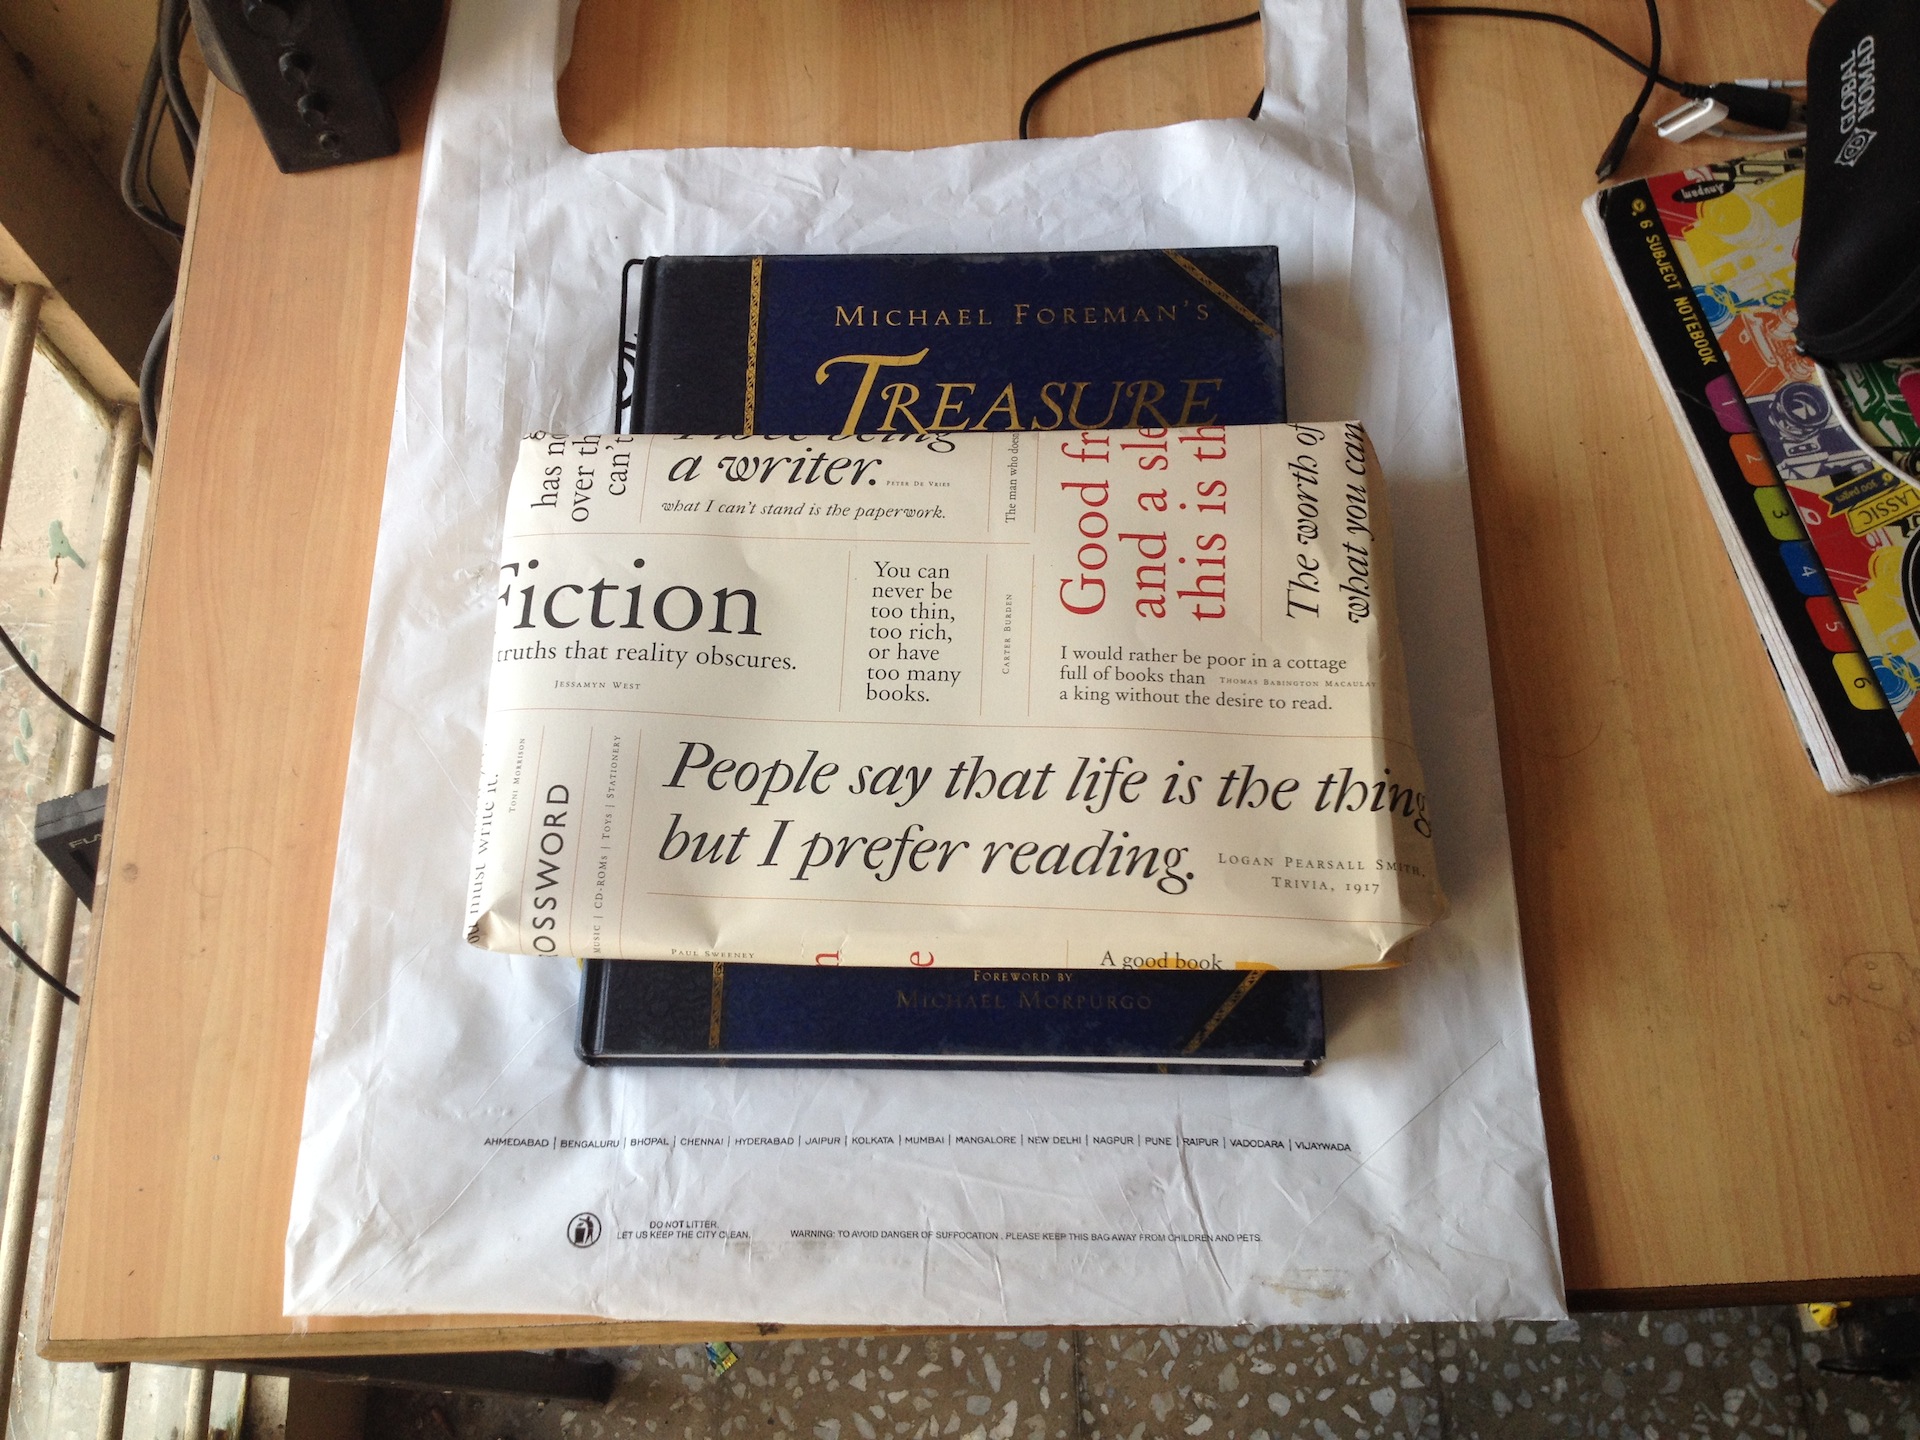 GLOBAL
NOMAD
Anupam
6 SUBJECT NOTEBOOK
1
2
3
4
5
6
100 pages
CLASSIC
MICHAEL FOREMAN'S
TREASURE
has
over
can't
being
a writer. PETER DE VRIES
what I can't stand is the paperwork.
The man who
Good
and a
this is
The worth of
what you can
Fiction
truths that reality obscures.
JESSAMYN WEST
You can
never be
too thin,
too rich,
or have
too many
books.
CARTER BURDEN
I would rather be poor in a cottage
full of books than THOMAS BABINGTON MACAULAY
a king without the desire to read.
must write it.
TONI MORRISON
OSSWORD
MUSIC | CD-ROMS | TOYS | STATIONERY
People say that life is the thing
but I prefer reading. LOGAN PEARSALL SMITH,
TRIVIA, 1917
PAUL SWEENEY
A good book
FOREWORD BY
MICHAEL MORPURGO
AHMEDABAD | BENGALURU | BHOPAL | CHENNAI | HYDERABAD | JAIPUR | KOLKATA | MUMBAI | MANGALORE | NEW DELHI | NAGPUR | PUNE | RAIPUR | VADODARA | VIJAYWADA
DO NOT LITTER.
LET US KEEP THE CITY CLEAN.
WARNING: TO AVOID DANGER OF SUFFOCATION, PLEASE KEEP THIS BAG AWAY FROM CHILDREN AND PETS.